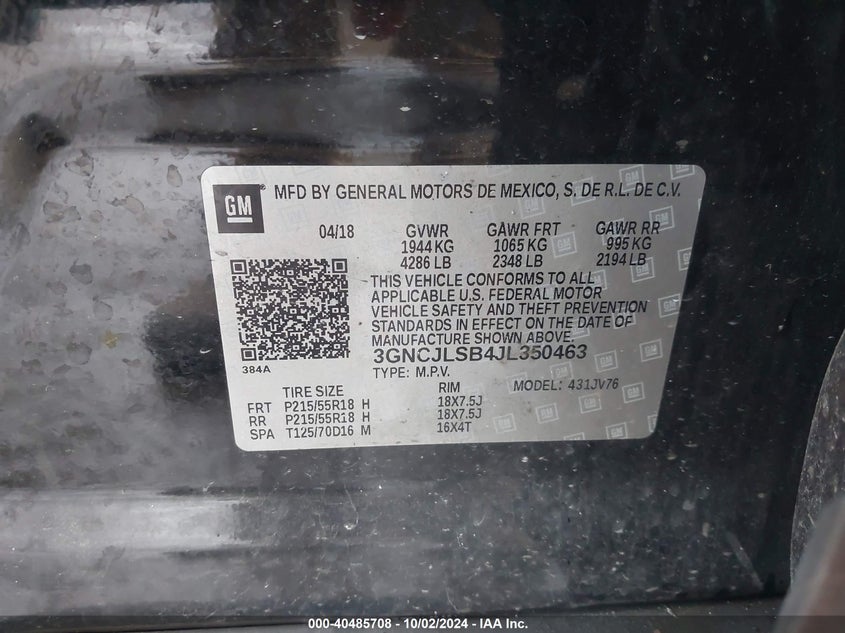 GM
MFD BY GENERAL MOTORS DE MEXICO, S. DE R.L. DE C.V.
04/18 GVWR GAWR FRT GAWR RR
1944 KG 1065 KG 995 KG
4286 LB 2348 LB 2194 LB
THIS VEHICLE CONFORMS TO ALL
APPLICABLE U.S. FEDERAL MOTOR
VEHICLE SAFETY AND THEFT PREVENTION
STANDARDS IN EFFECT ON THE DATE OF
MANUFACTURE SHOWN ABOVE.
384A
3GNCJLSB4JL350463
TYPE: M.P.V.
MODEL: 431JV76
TIRE SIZE RIM
FRT P215/55R18 H 18X7.5J
RR P215/55R18 H 18X7.5J
SPA T125/70D16 M 16X4T
000-40485708 - 10/02/2024 - IAA Inc.